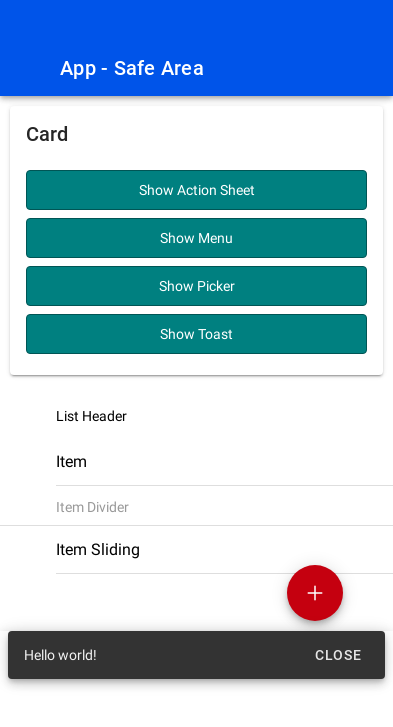 App - Safe Area
Card
Show Action Sheet
Show Menu
Show Picker
Show Toast
List Header
Item
Item Divider
Item Sliding
Hello world!
CLOSE